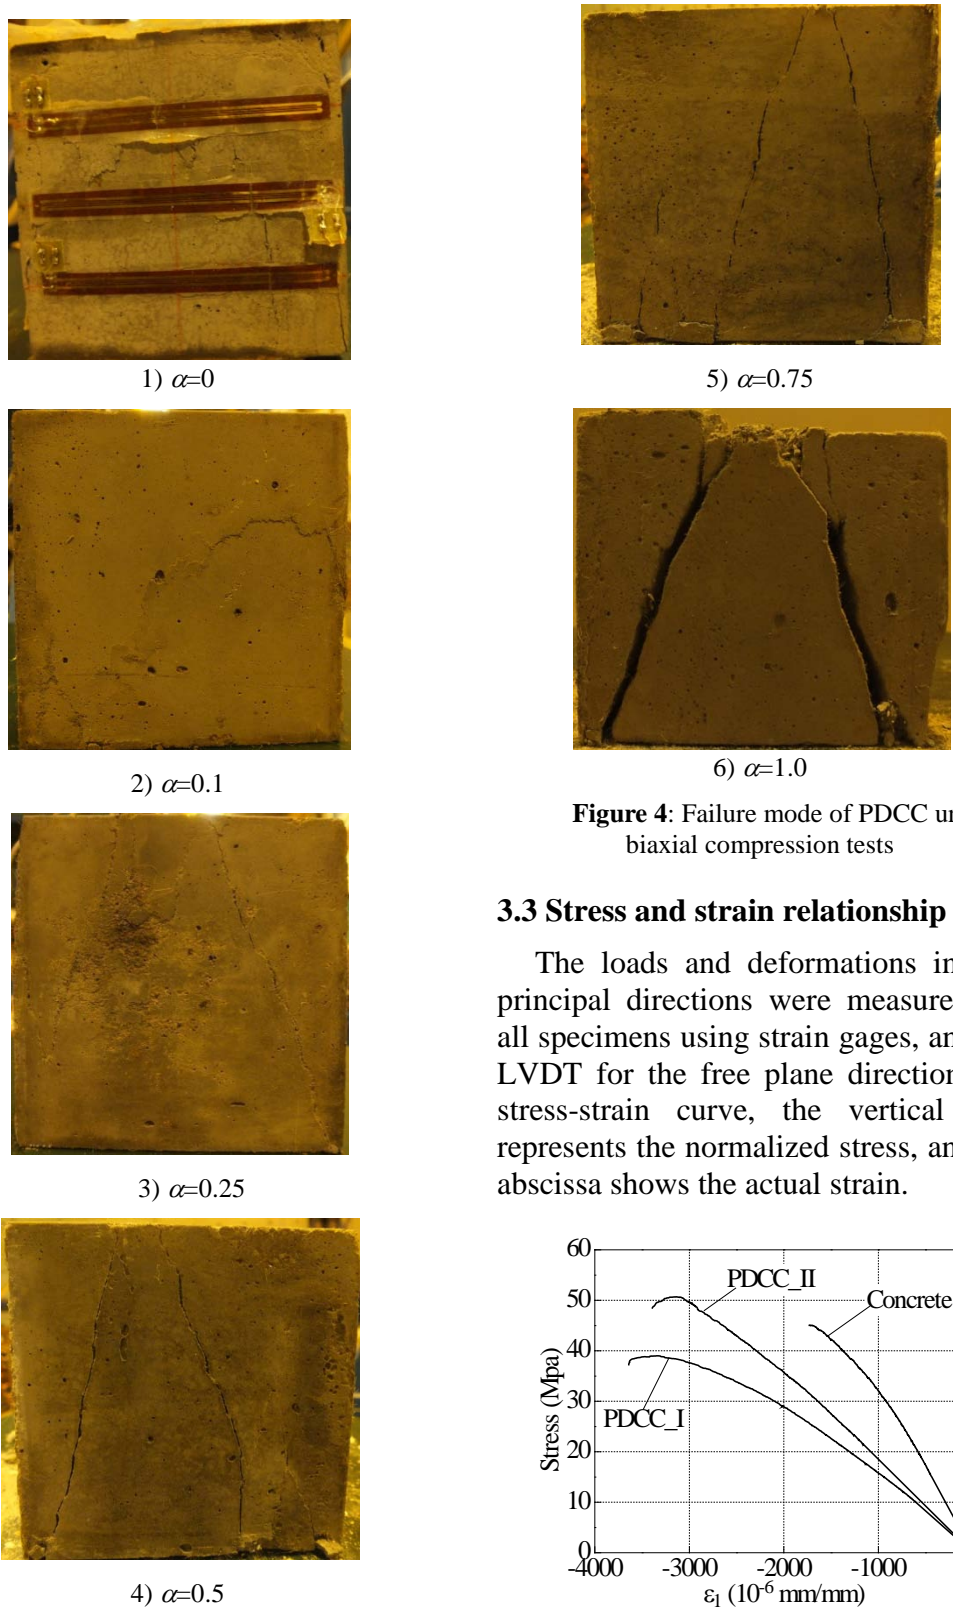 1) α=0
2) α=0.1
3) α=0.25
4) α=0.5
5) α=0.75
6) α=1.0
Figure 4: Failure mode of PDCC
biaxial compression tests
3.3 Stress and strain relationship
The loads and deformations
principal directions were
all specimens using strain gages,
LVDT for the free plane
stress-strain curve, the vertical
represents the normalized stress,
abscissa shows the actual strain.
60
50
40
30
20
10
0
Stress (Mpa)
PDCC_II
Concrete
PDCC_I
-4000 -3000 -2000 -1000
ε1 (10-6 mm/mm)